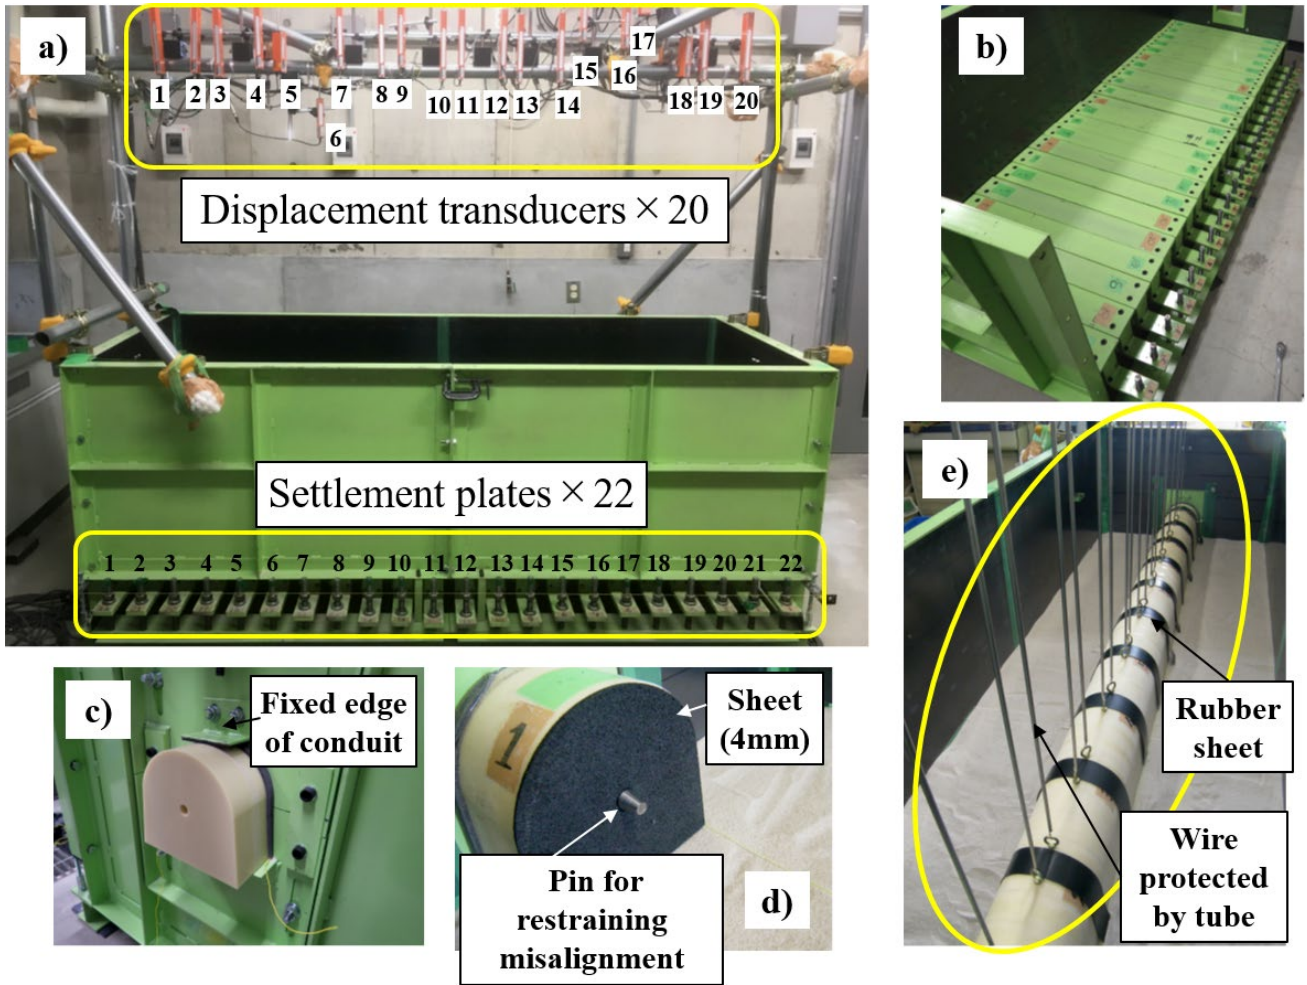 a)
17
15
16
1 2 3 4 5 7 8 9 10 11 12 13 14 18 19 20
6
Displacement transducers × 20
Settlement plates × 22
1 2 3 4 5 6 7 8 9 10 11 12 13 14 15 16 17 18 19 20 21 22
b)
c)
Fixed edge
of conduit
1
Sheet
(4mm)
Pin for
restraining
misalignment
d)
e)
Rubber
sheet
Wire
protected
by tube